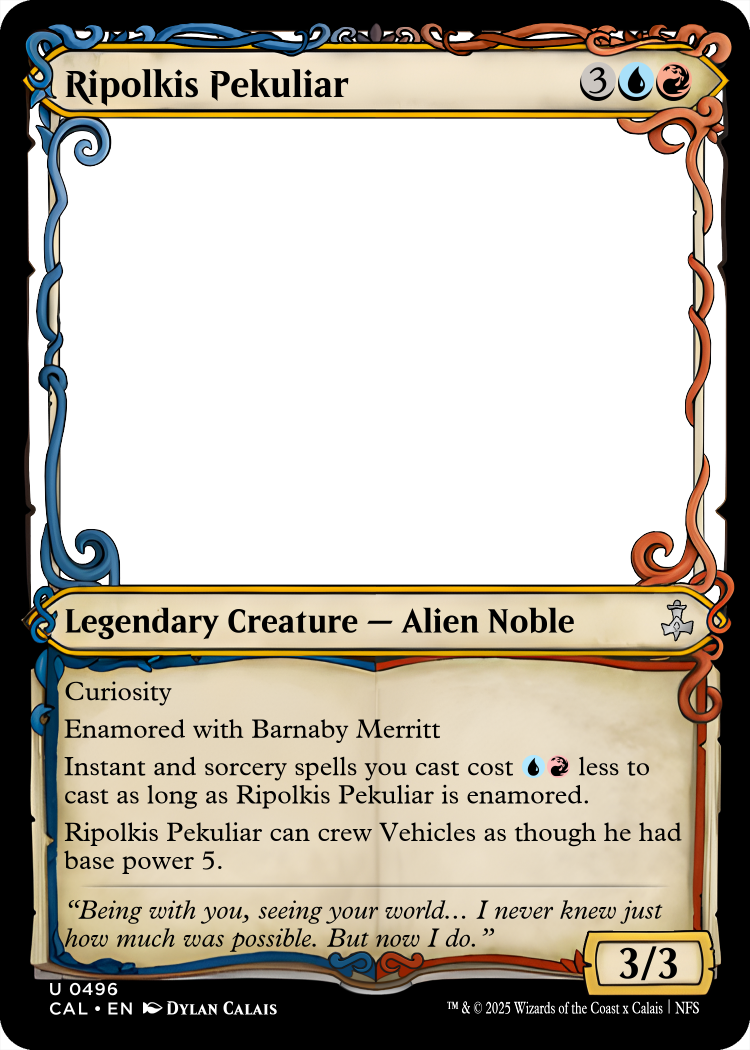 Ripolkis Pekuliar 3
Legendary Creature — Alien Noble
Curiosity
Enamored with Barnaby Merritt
Instant and sorcery spells you cast cost less to
cast as long as Ripolkis Pekuliar is enamored.
Ripolkis Pekuliar can crew Vehicles as though he had
base power 5.
“Being with you, seeing your world… I never knew just
how much was possible. But now I do.”
3/3
U 0496
CAL • EN Dylan Calais
™ & © 2025 Wizards of the Coast x Calais | NFS